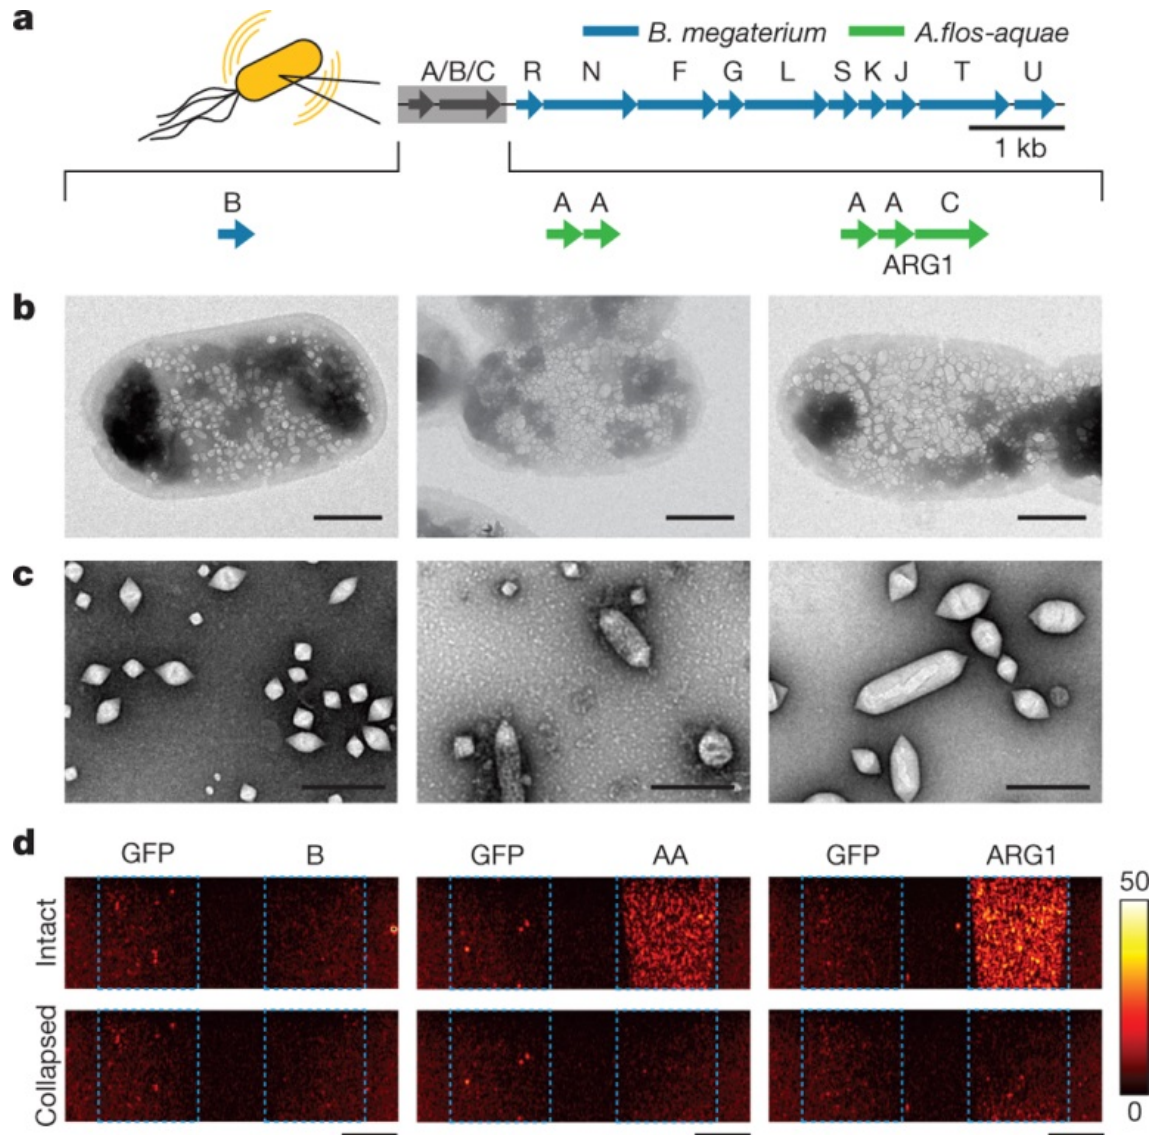 a
B. megaterium A.flos-aquae
A/B/C R N F G L S K J T U
1 kb
B A A A A C
ARG1
b
c
d
GFP B GFP AA GFP ARG1
50
Intact
Collapsed
0